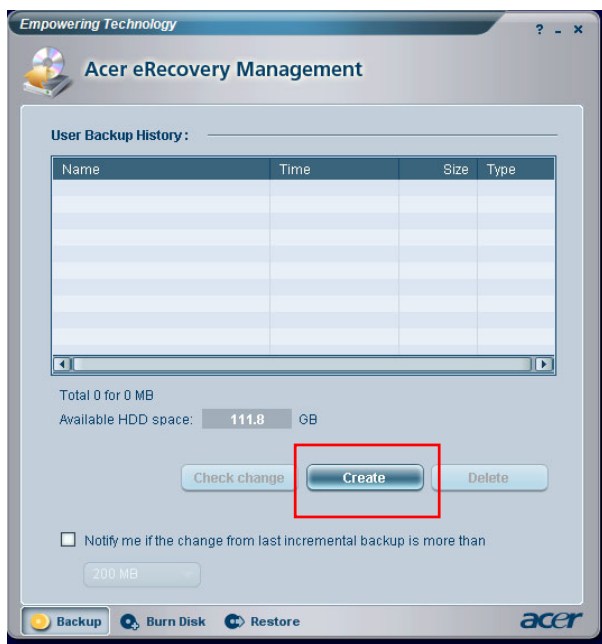 Empowering Technology
? - x
Acer eRecovery Management
User Backup History :
Name Time Size Type
Total 0 for 0 MB
Available HDD space: 111.8 GB
Check change Create Delete
Notify me if the change from last incremental backup is more than
200 MB
Backup Burn Disk Restore acer